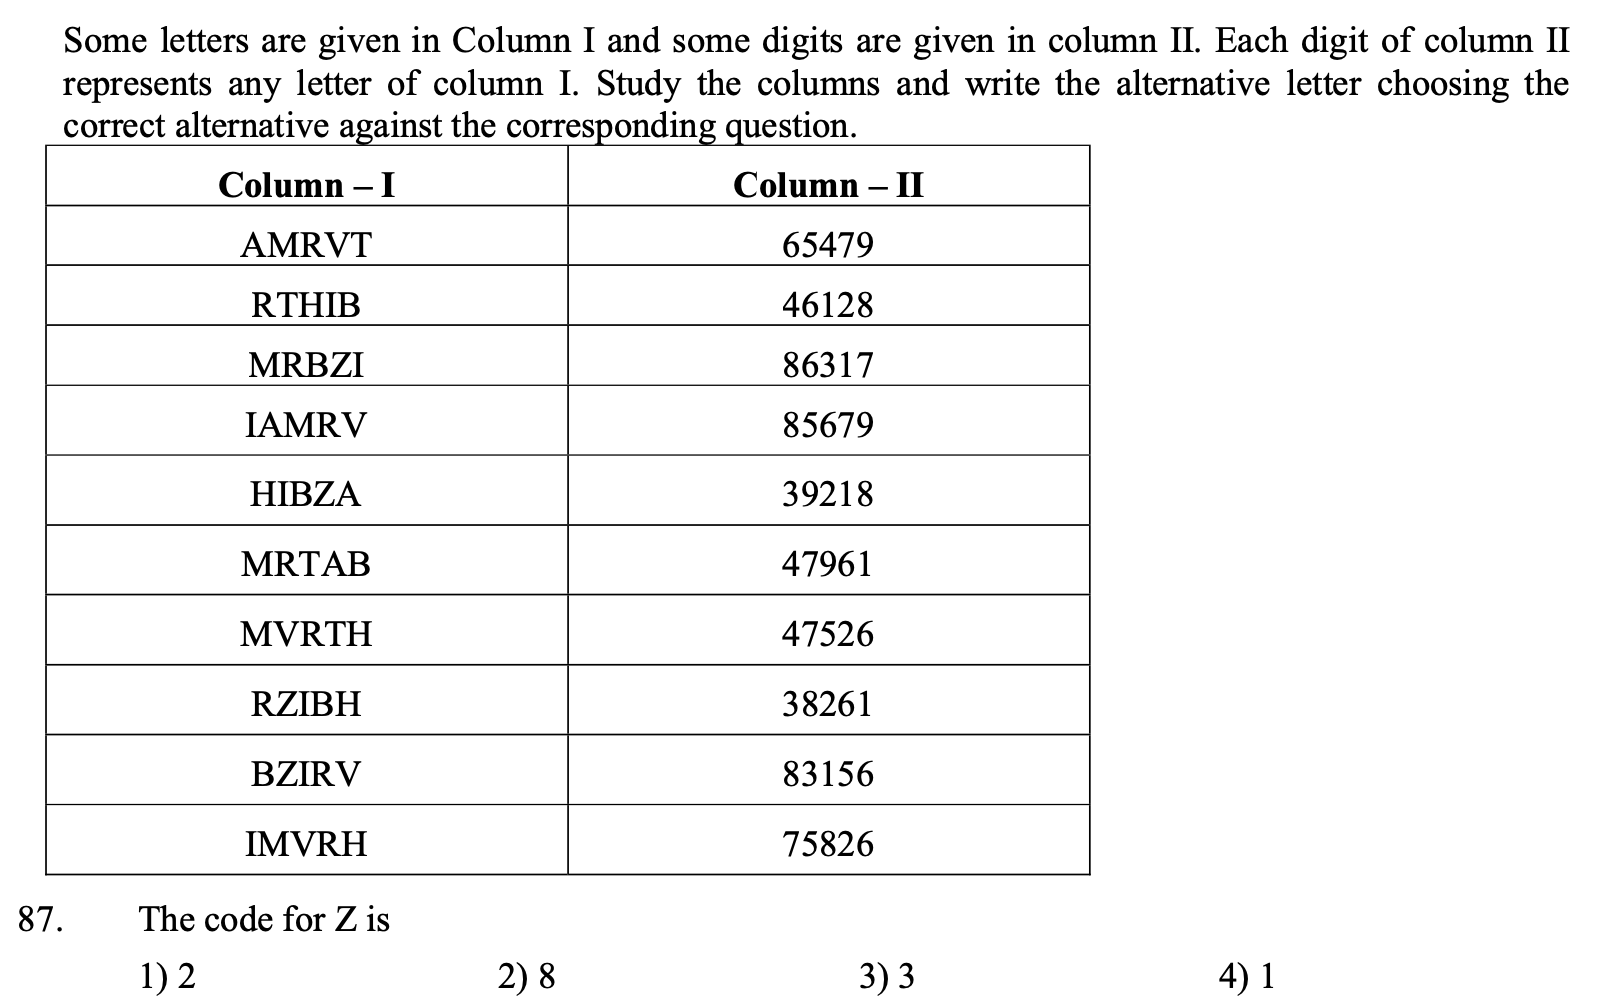 Some letters are given in Column I and some digits are given in column II. Each digit of column II
represents any letter of column I. Study the columns and write the alternative letter choosing the
correct alternative against the corresponding question.
Column – I Column – II
AMRVT 65479
RTHIB 46128
MRBZI 86317
IAMRV 85679
HIBZA 39218
MRTAB 47961
MVRTH 47526
RZIBH 38261
BZIRV 83156
IMVRH 75826
87. The code for Z is
1) 2 2) 8 3) 3 4) 1